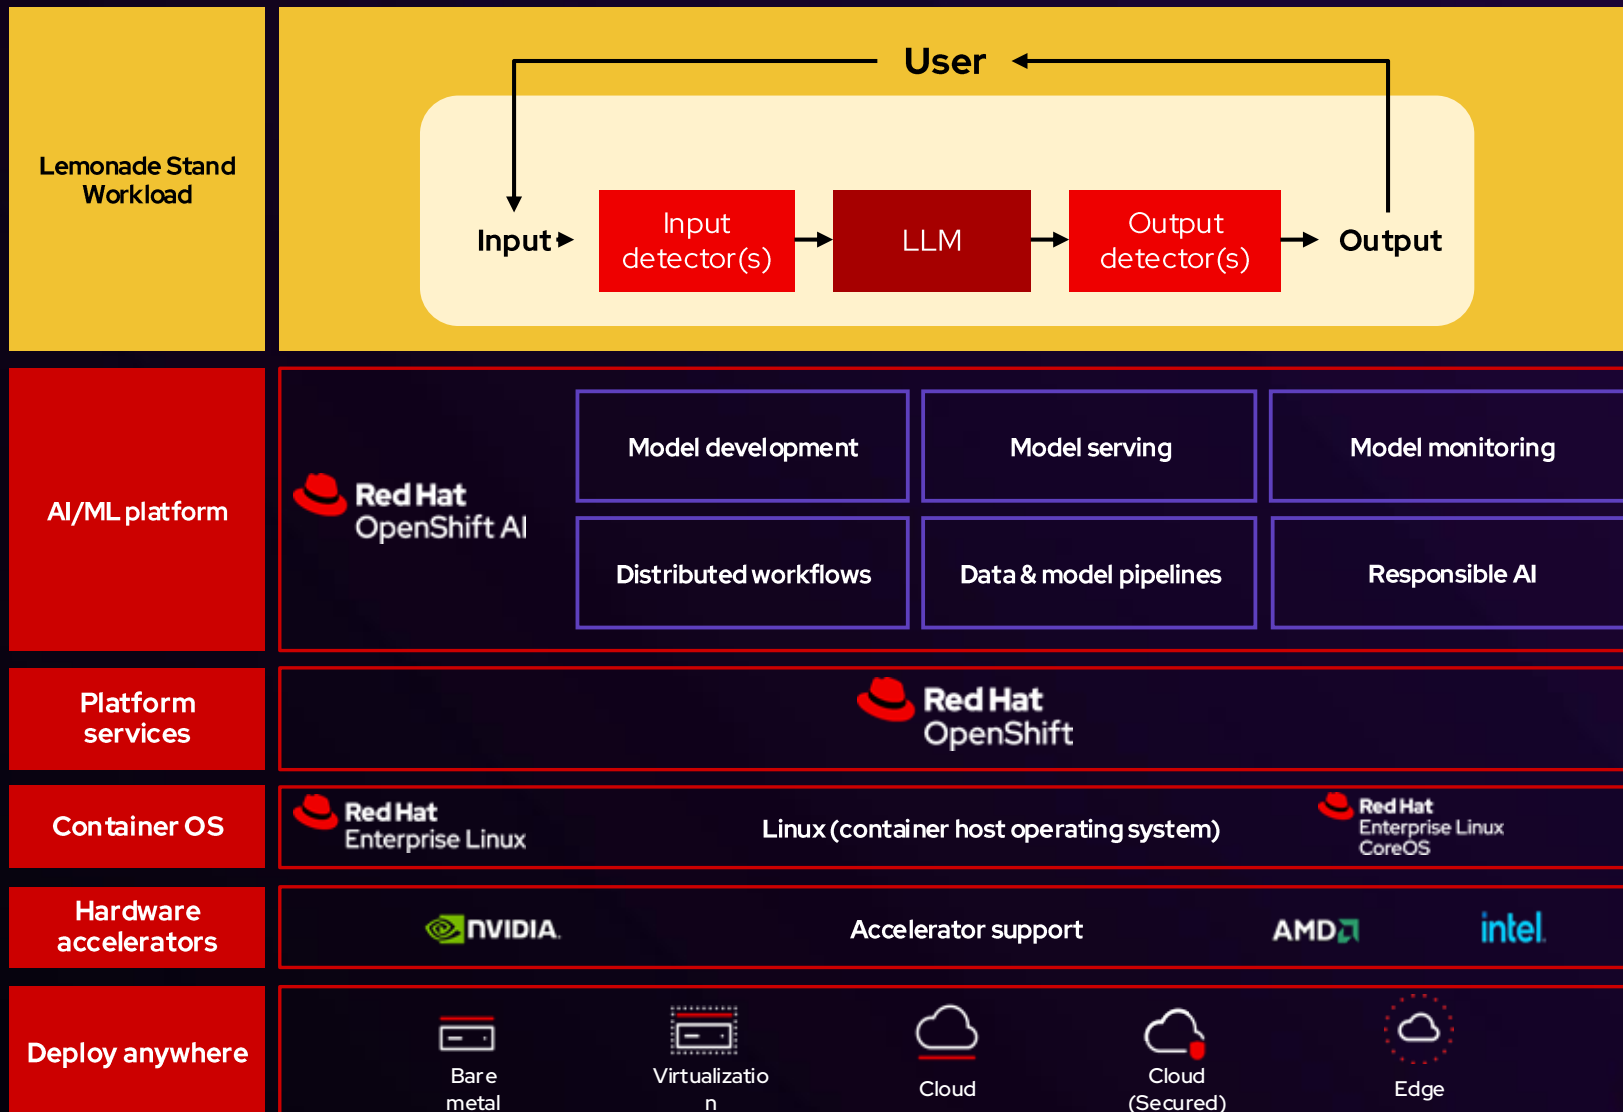 User
Lemonade Stand
Workload
Input
Input
detector(s)
LLM
Output
detector(s)
Output
AI/ML platform
Red Hat
OpenShift AI
Model development
Model serving
Model monitoring
Distributed workflows
Data & model pipelines
Responsible AI
Platform
services
Red Hat
OpenShift
Container OS
Red Hat
Enterprise Linux
Linux (container host operating system)
Red Hat
Enterprise Linux
CoreOS
Hardware
accelerators
NVIDIA.
Accelerator support
AMD
intel.
Deploy anywhere
Bare
metal
Virtualizatio
n
Cloud
Cloud
(Secured)
Edge